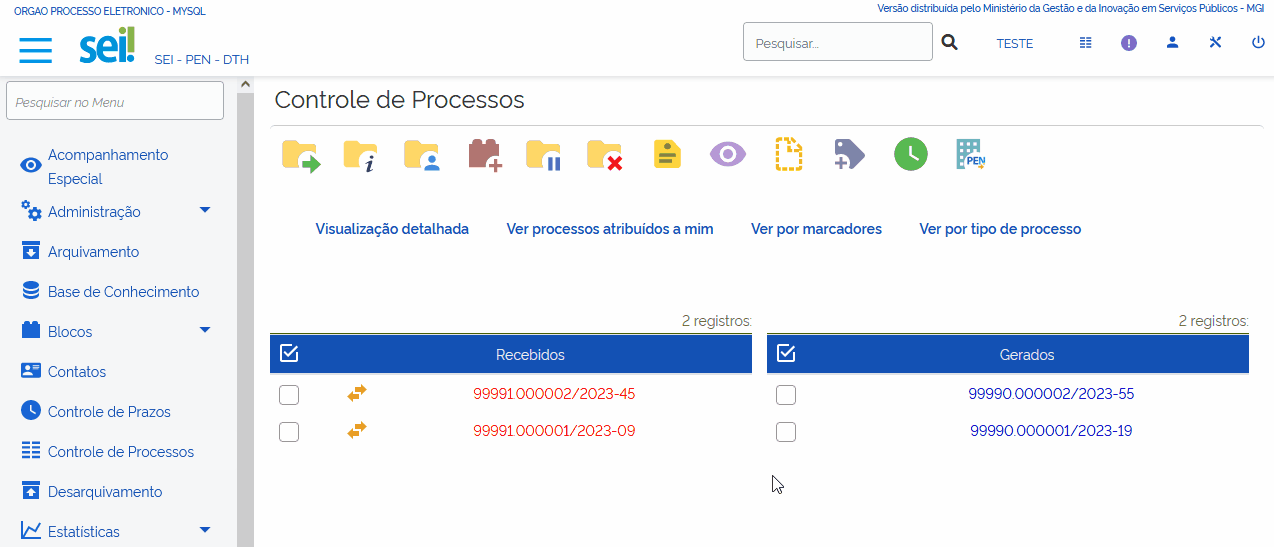 ORGAO PROCESSO ELETRONICO - MYSQL
Versão distribuída pelo Ministério da Gestão e da Inovação em Serviços Públicos - MGI
sei!
SEI - PEN - DTH
Pesquisar...
TESTE
Pesquisar no Menu
Acompanhamento
Especial
Administração
Arquivamento
Base de Conhecimento
Blocos
Contatos
Controle de Prazos
Controle de Processos
Desarquivamento
Estatísticas
Controle de Processos
PEN
Visualização detalhada
Ver processos atribuídos a mim
Ver por marcadores
Ver por tipo de processo
2 registros:
Recebidos
99991.000002/2023-45
99991.000001/2023-09
2 registros:
Gerados
99990.000002/2023-55
99990.000001/2023-19